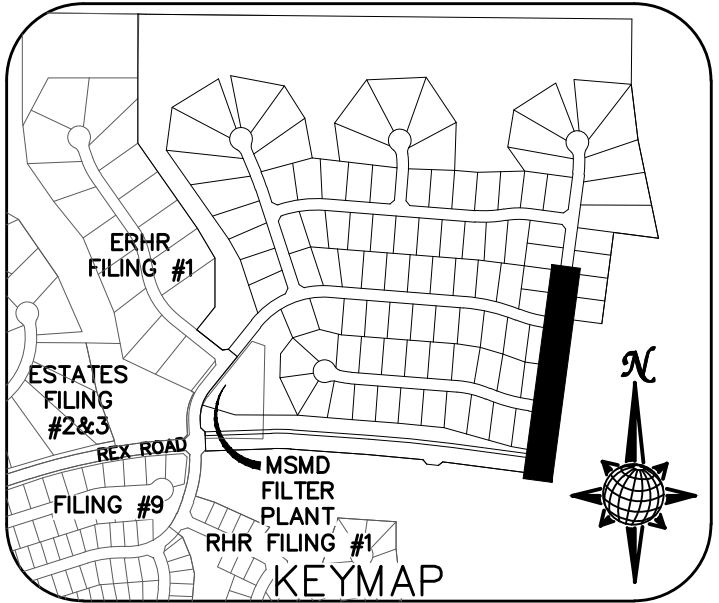 ERHR
FILING #1
N
ESTATES
FILING
#2&3
REX ROAD
MSMD
FILTER
PLANT
FILING #9
RHR FILING #1
KEYMAP